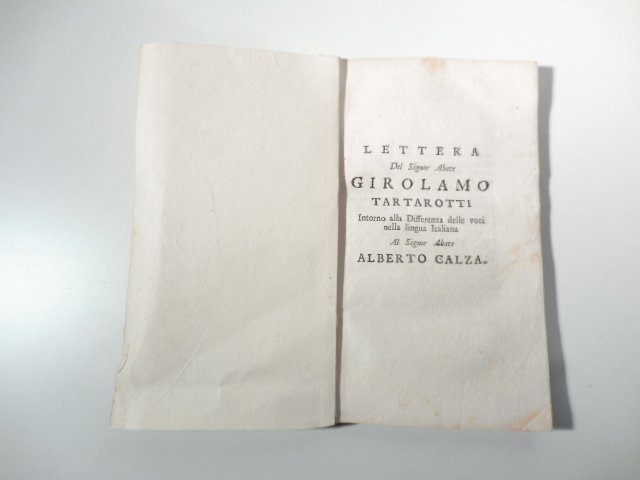 LETTERA
Del Signor Abate
GIROLAMO
TARTAROTTI
Intorno alla Differenza delle voci
nella lingua Italiana
Al Signor Abate
ALBERTO CALZA.